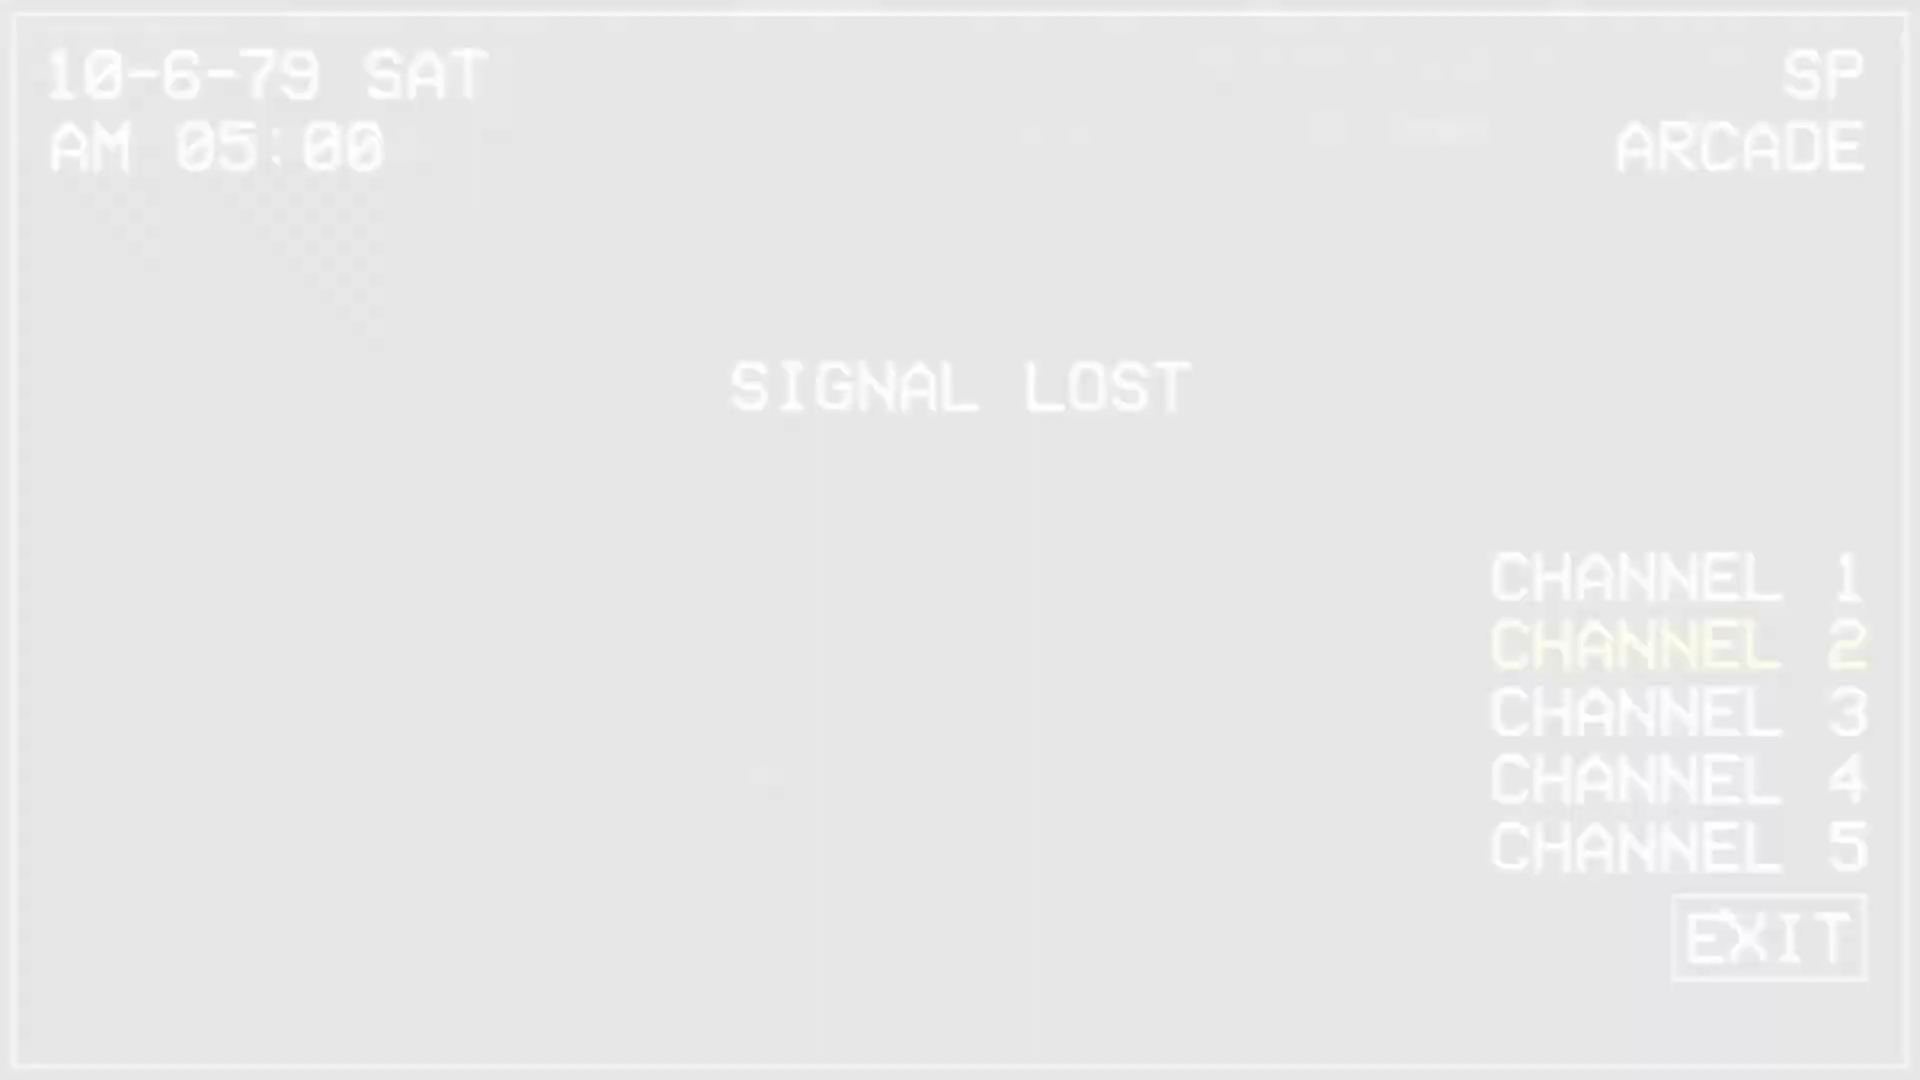 10-6-79 SAT
AM 05:00
SP
ARCADE
SIGNAL LOST
CHANNEL 1
CHANNEL 2
CHANNEL 3
CHANNEL 4
CHANNEL 5
EXIT